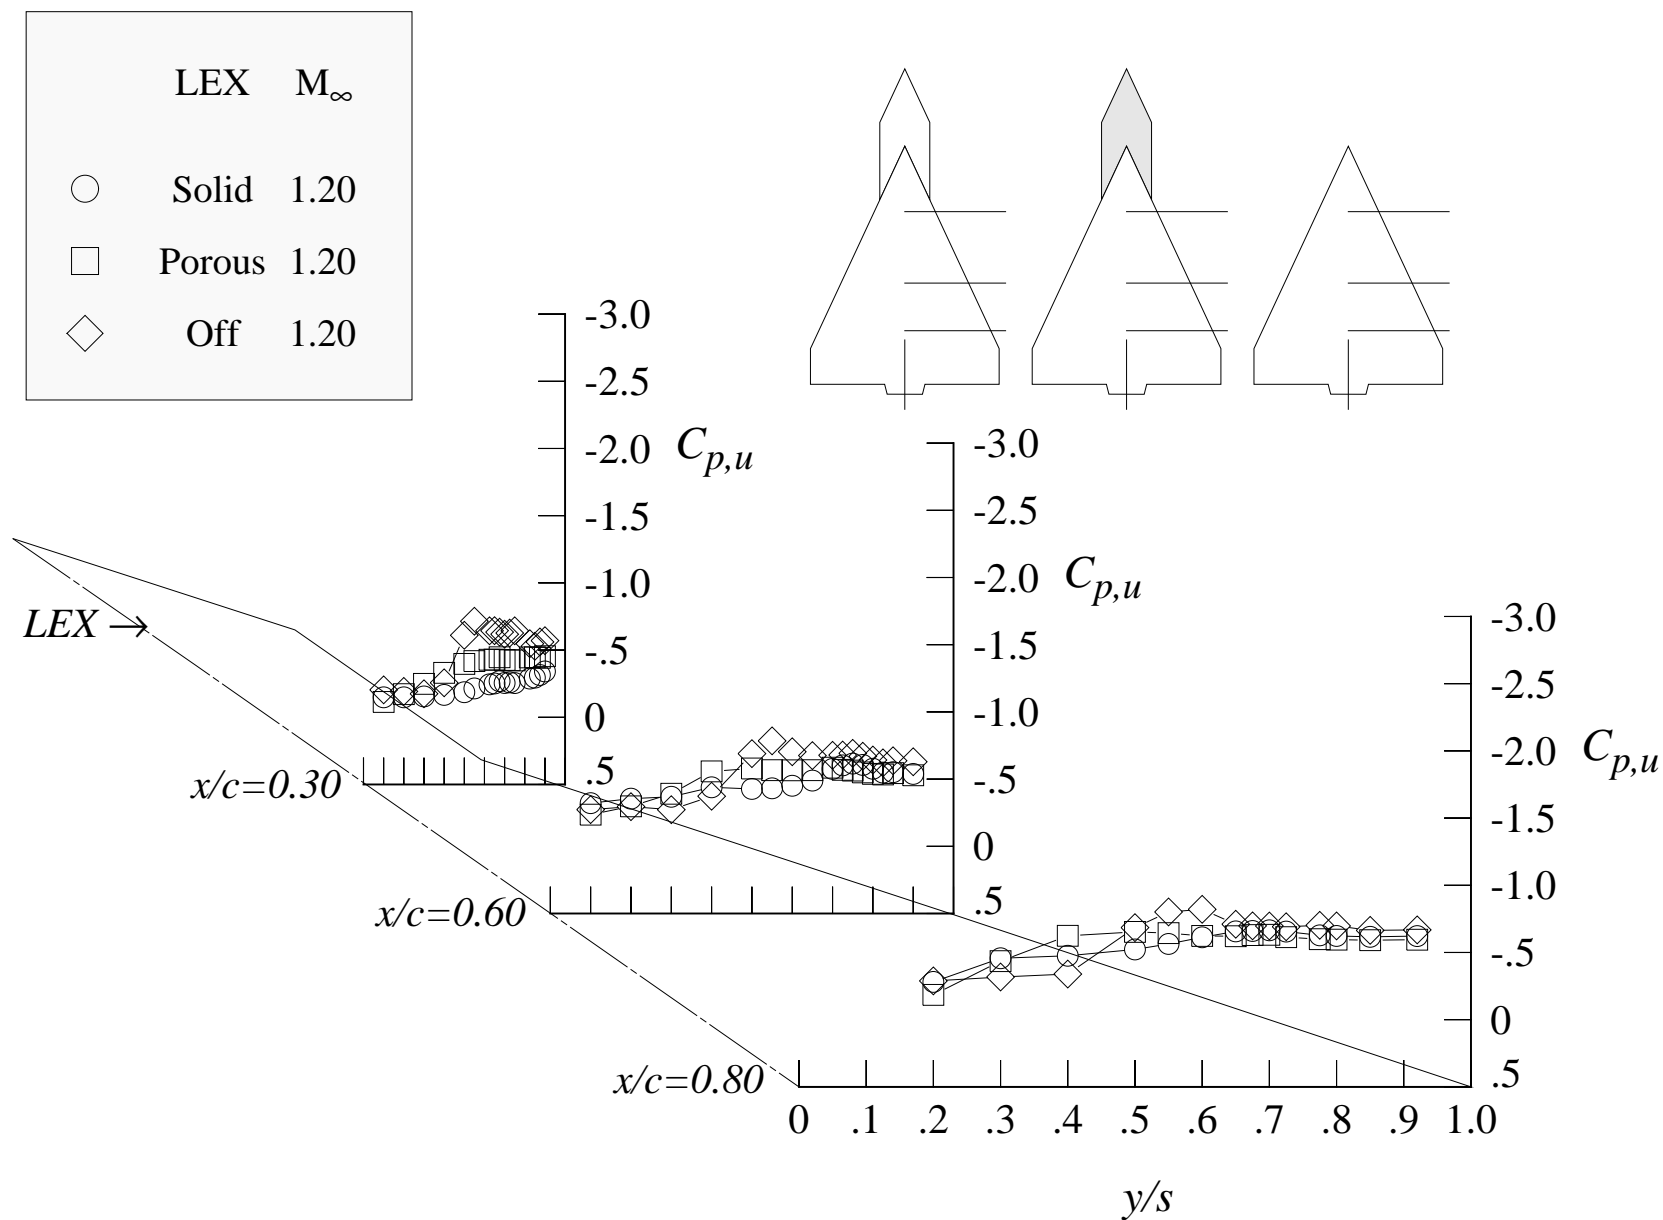 LEX M∞
Solid 1.20
Porous 1.20
Off 1.20
-3.0
-2.5
-2.0 Cp,u
-1.5
-1.0
-.5
0
.5
x/c=0.30
LEX →
-3.0
-2.5
-2.0 Cp,u
-1.5
-1.0
-.5
0
.5
x/c=0.60
-3.0
-2.5
-2.0 Cp,u
-1.5
-1.0
-.5
0
.5
x/c=0.80
0 .1 .2 .3 .4 .5 .6 .7 .8 .9 1.0
y/s